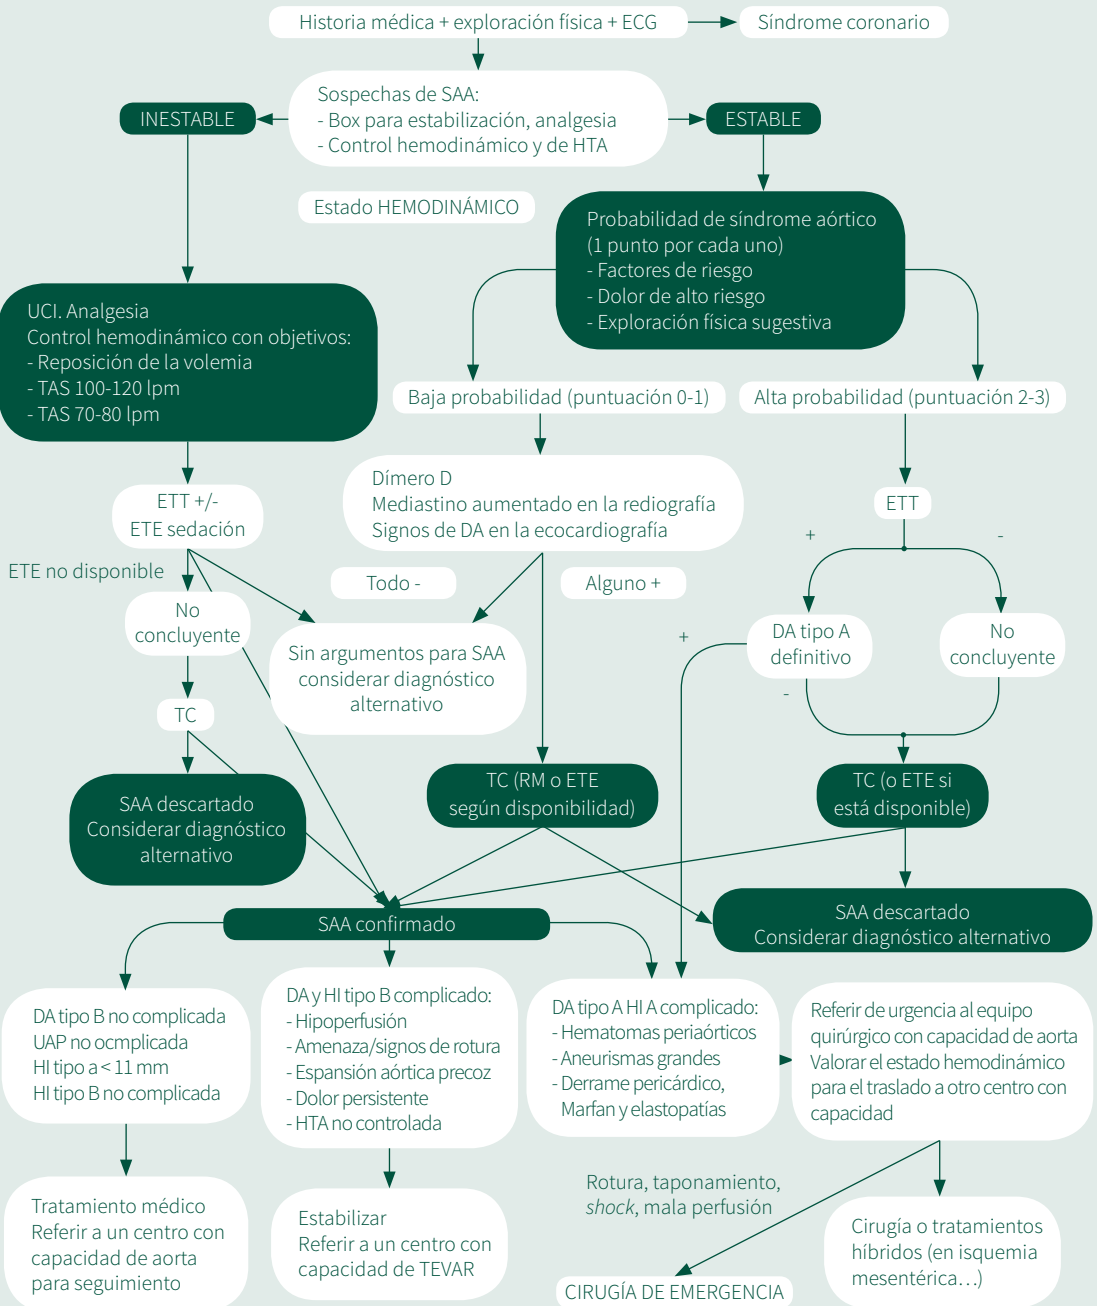 Historia médica + exploración física + ECG
Síndrome coronario
Sospechas de SAA:
- Box para estabilización, analgesia
- Control hemodinámico y de HTA
INESTABLE
ESTABLE
Estado HEMODINÁMICO
Probabilidad de síndrome aórtico
(1 punto por cada uno)
- Factores de riesgo
- Dolor de alto riesgo
- Exploración física sugestiva
UCI. Analgesia
Control hemodinámico con objetivos:
- Reposición de la volemia
- TAS 100-120 lpm
- TAS 70-80 lpm
Baja probabilidad (puntuación 0-1)
Alta probabilidad (puntuación 2-3)
ETT +/-
ETE sedación
Dímero D
Mediastino aumentado en la rediografía
Signos de DA en la ecocardiografía
ETT
+
-
ETE no disponible
Todo -
Alguno +
No
concluyente
Sin argumentos para SAA
considerar diagnóstico
alternativo
+
DA tipo A
definitivo
No
concluyente
-
TC
SAA descartado
Considerar diagnóstico
alternativo
TC (RM o ETE
según disponibilidad)
TC (o ETE si
está disponible)
SAA confirmado
SAA descartado
Considerar diagnóstico alternativo
DA tipo B no complicada
UAP no ocmplicada
HI tipo a < 11 mm
HI tipo B no complicada
DA y HI tipo B complicado:
- Hipoperfusión
- Amenaza/signos de rotura
- Espansión aórtica precoz
- Dolor persistente
- HTA no controlada
DA tipo A HI A complicado:
- Hematomas periaórticos
- Aneurismas grandes
- Derrame pericárdico,
Marfan y elastopatías
Referir de urgencia al equipo
quirúrgico con capacidad de aorta
Valorar el estado hemodinámico
para el traslado a otro centro con
capacidad
Tratamiento médico
Referir a un centro con
capacidad de aorta
para seguimiento
Estabilizar
Referir a un centro con
capacidad de TEVAR
Rotura, taponamiento,
shock, mala perfusión
CIRUGÍA DE EMERGENCIA
Cirugía o tratamientos
híbridos (en isquemia
mesentérica…)